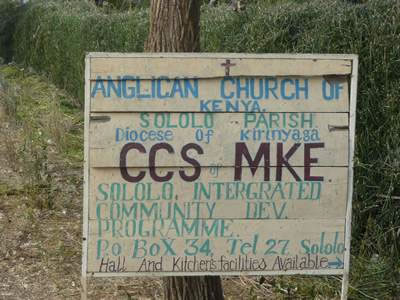 ANGLICAN CHURCH OF
KENYA.
SOLOLO PARISH
Diocese Of Kirinyaga
CCS of MKE
SOLOLO, INTERGRATED
COMMUNITY DEV.
PROGRAMME.
P.o BoX 34, Tel 27 Sololo
Hall And Kitchen's facilities Available →